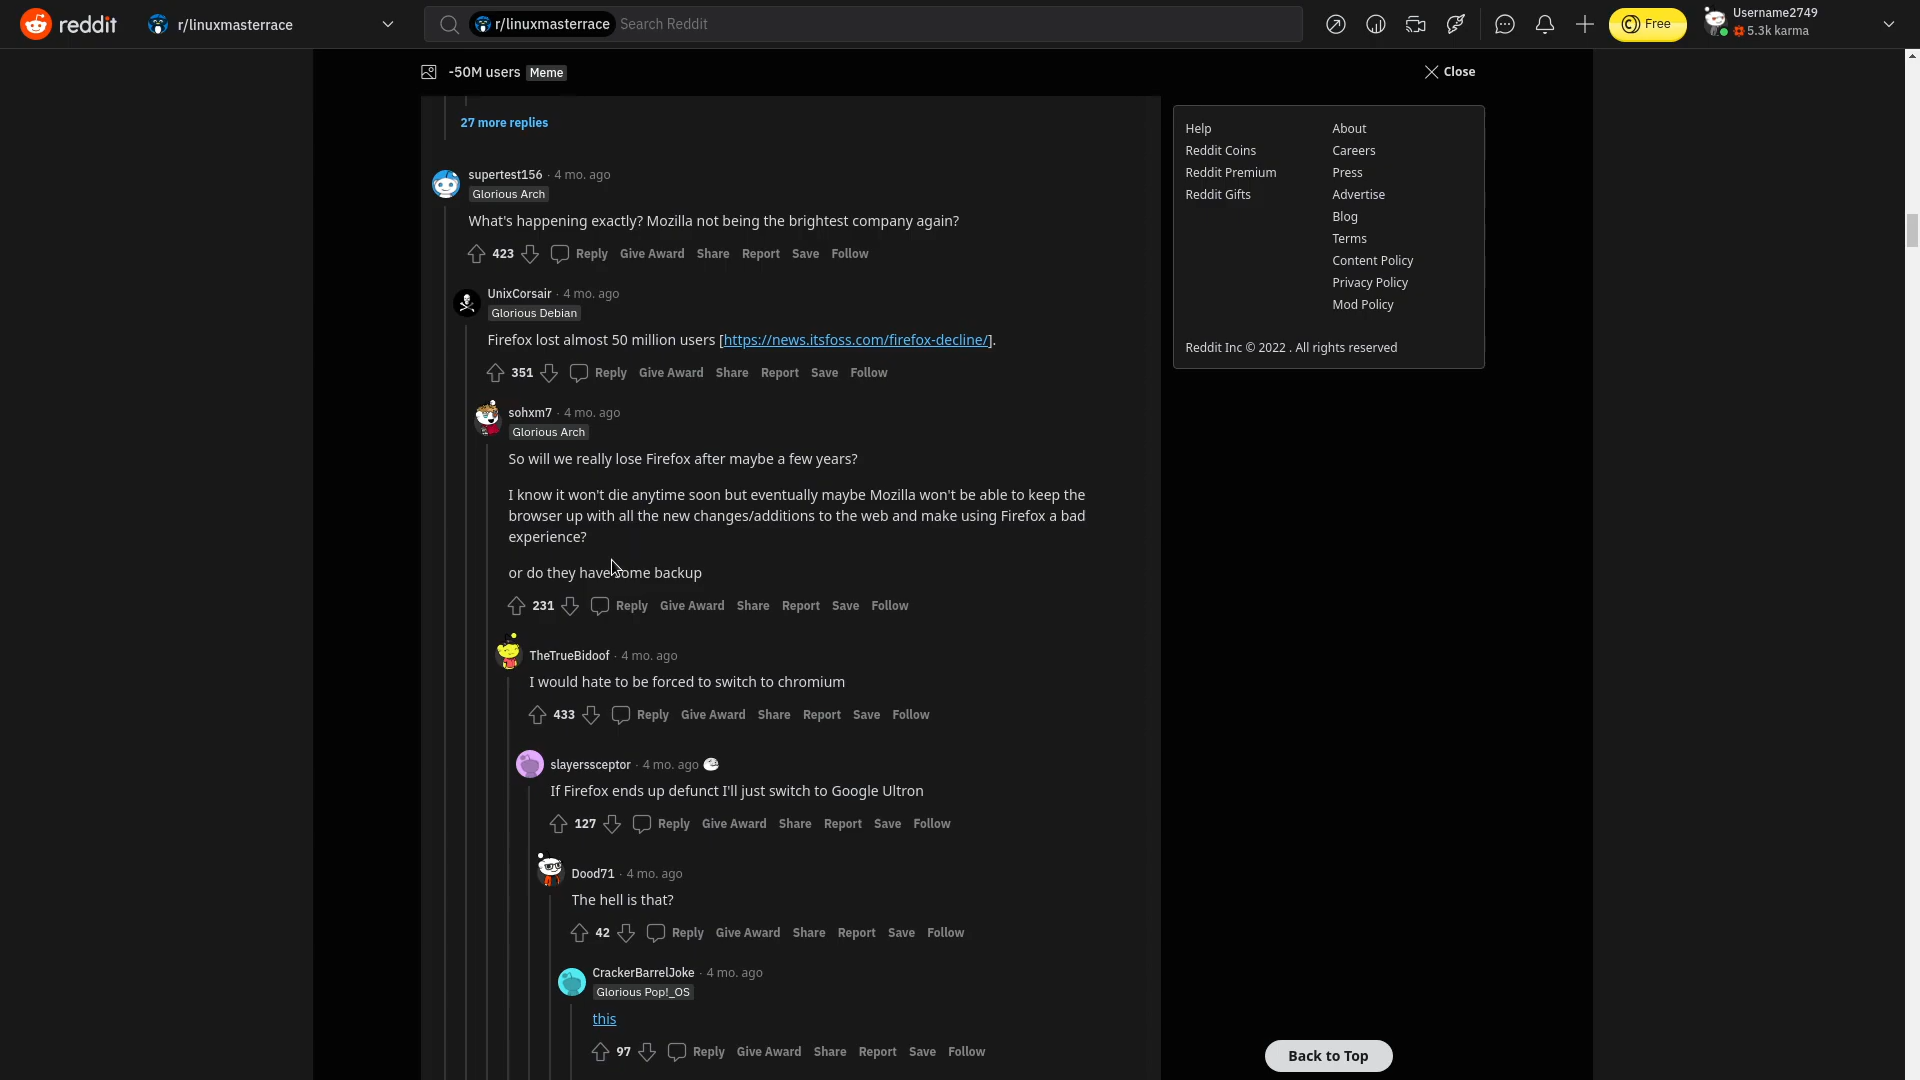 reddit r/linuxmasterrace r/linuxmasterrace Search Reddit Free Username2749
5.3k karma
-50M users Meme Close
27 more replies
supertest156 · 4 mo. ago
Glorious Arch
What's happening exactly? Mozilla not being the brightest company again?
423 Reply Give Award Share Report Save Follow
UnixCorsair · 4 mo. ago
Glorious Debian
Firefox lost almost 50 million users [https://news.itsfoss.com/firefox-decline/].
351 Reply Give Award Share Report Save Follow
sohxm7 · 4 mo. ago
Glorious Arch
So will we really lose Firefox after maybe a few years?
I know it won't die anytime soon but eventually maybe Mozilla won't be able to keep the
browser up with all the new changes/additions to the web and make using Firefox a bad
experience?
or do they have some backup
231 Reply Give Award Share Report Save Follow
TheTrueBidoof · 4 mo. ago
I would hate to be forced to switch to chromium
433 Reply Give Award Share Report Save Follow
slayerssceptor · 4 mo. ago
If Firefox ends up defunct I'll just switch to Google Ultron
127 Reply Give Award Share Report Save Follow
Dood71 · 4 mo. ago
The hell is that?
42 Reply Give Award Share Report Save Follow
CrackerBarrelJoke · 4 mo. ago
Glorious Pop!_OS
this
97 Reply Give Award Share Report Save Follow
Help About
Reddit Coins Careers
Reddit Premium Press
Reddit Gifts Advertise
Blog
Terms
Content Policy
Privacy Policy
Mod Policy
Reddit Inc © 2022 . All rights reserved
Back to Top